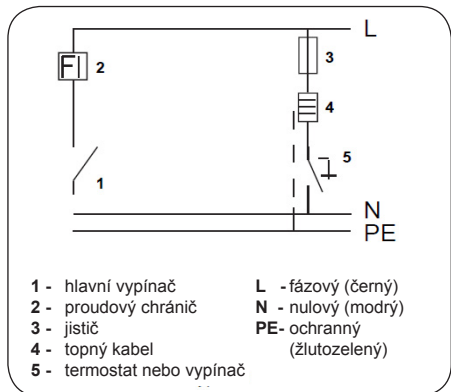 L
FI 2
3
4
5
1
N
PE
1 - hlavní vypínač
2 - proudový chránič
3 - jistič
4 - topný kabel
5 - termostat nebo vypínač
L - fázový (černý)
N - nulový (modrý)
PE- ochranný
(žlutozelený)